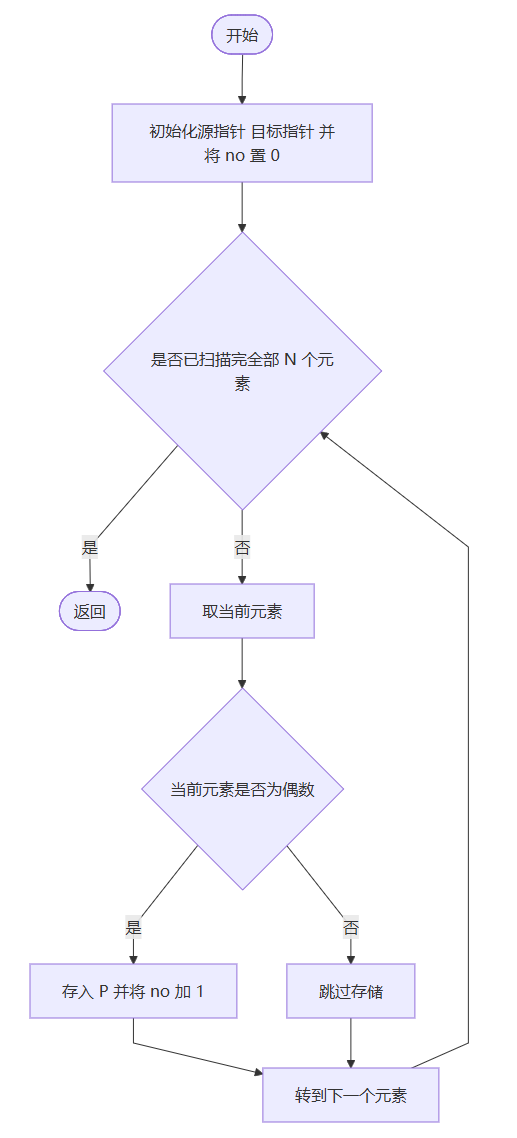 开始
初始化源指针 目标指针 并
将 no 置 0
是否已扫描完全部 N 个元
素
是
否
返回
取当前元素
当前元素是否为偶数
是
否
存入 P 并将 no 加 1
跳过存储
转到下一个元素